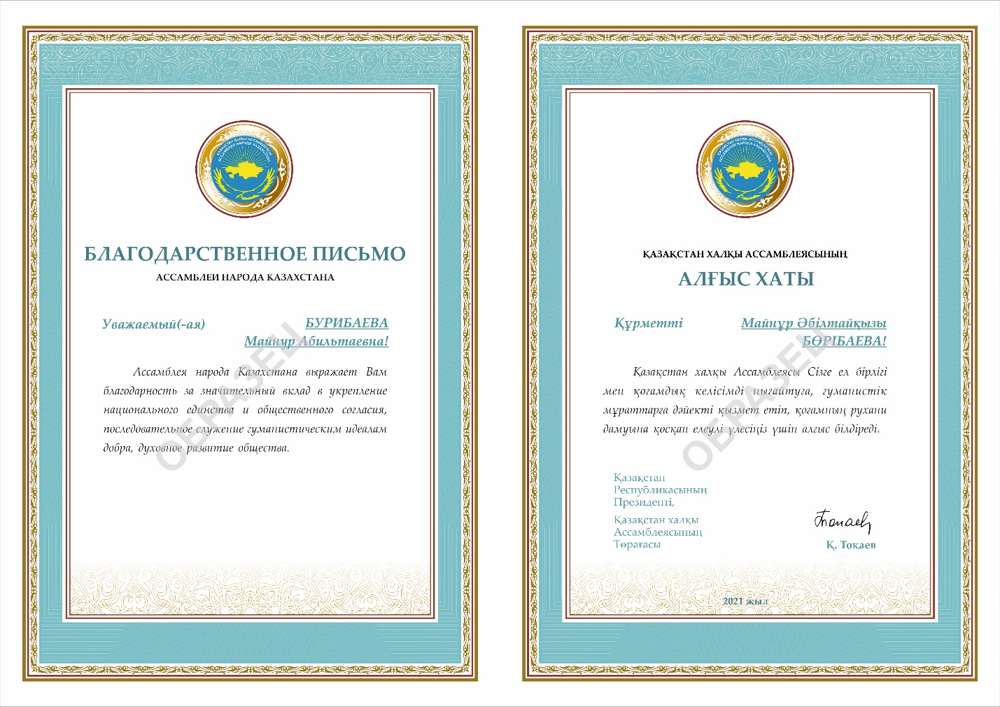 ҚАЗАҚСТАН ХАЛҚЫ АССАМБЛЕЯСЫ
АССАМБЛЕЯ НАРОДА КАЗАХСТАНА
БЛАГОДАРСТВЕННОЕ ПИСЬМО
АССАМБЛЕИ НАРОДА КАЗАХСТАНА
Уважаемый(-ая) БУРИБАЕВА
Майнур Абильтаевна!
Ассамблея народа Казахстана выражает Вам
благодарность за значительный вклад в укрепление
национального единства и общественного согласия,
последовательное служение гуманистическим идеалам
добра, духовное развитие общества.
ОБРАЗЕЦ
ҚАЗАҚСТАН ХАЛҚЫ АССАМБЛЕЯСЫ
АССАМБЛЕЯ НАРОДА КАЗАХСТАНА
ҚАЗАҚСТАН ХАЛҚЫ АССАМБЛЕЯСЫНЫҢ
АЛҒЫС ХАТЫ
Құрметті Майнұр Әбілтайқызы
БӨРІБАЕВА!
Қазақстан халқы Ассамблеясы Сізге ел бірлігі
мен қоғамдық келісімді нығайтуға, гуманистік
мұраттарға дәйекті қызмет етіп, қоғамның рухани
дамуына қосқан елеулі үлесіңіз үшін алғыс білдіреді.
ОБРАЗЕЦ
Қазақстан
Республикасының
Президенті,
Қазақстан халқы
Ассамблеясының
Төрағасы
Тоқаев
Қ. Тоқаев
2021 жыл